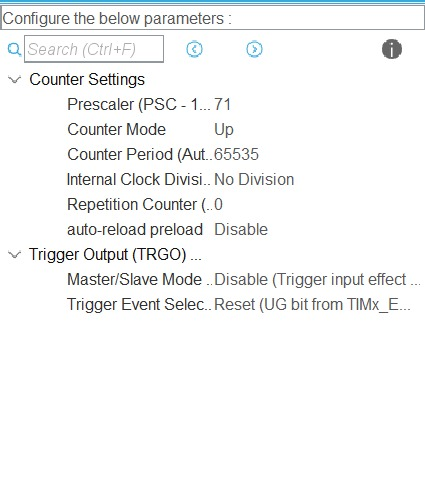 Configure the below parameters :
Search (Ctrl+F)
Counter Settings
Prescaler (PSC - 1... 71
Counter Mode Up
Counter Period (Aut.. 65535
Internal Clock Divisi.. No Division
Repetition Counter (.. 0
auto-reload preload Disable
Trigger Output (TRGO) ...
Master/Slave Mode .. Disable (Trigger input effect ...
Trigger Event Selec.. Reset (UG bit from TIMx_E...